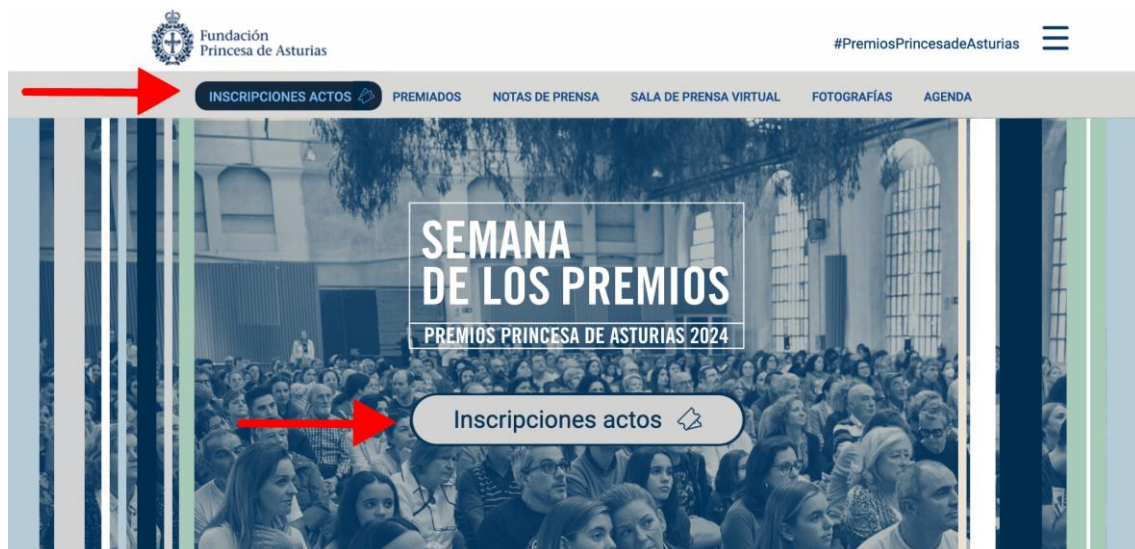 Fundación
Princesa de Asturias
#PremiosPrincesadeAsturias
INSCRIPCIONES ACTOS
PREMIADOS
NOTAS DE PRENSA
SALA DE PRENSA VIRTUAL
FOTOGRAFÍAS
AGENDA
SEMANA
DE LOS PREMIOS
PREMIOS PRINCESA DE ASTURIAS 2024
Inscripciones actos